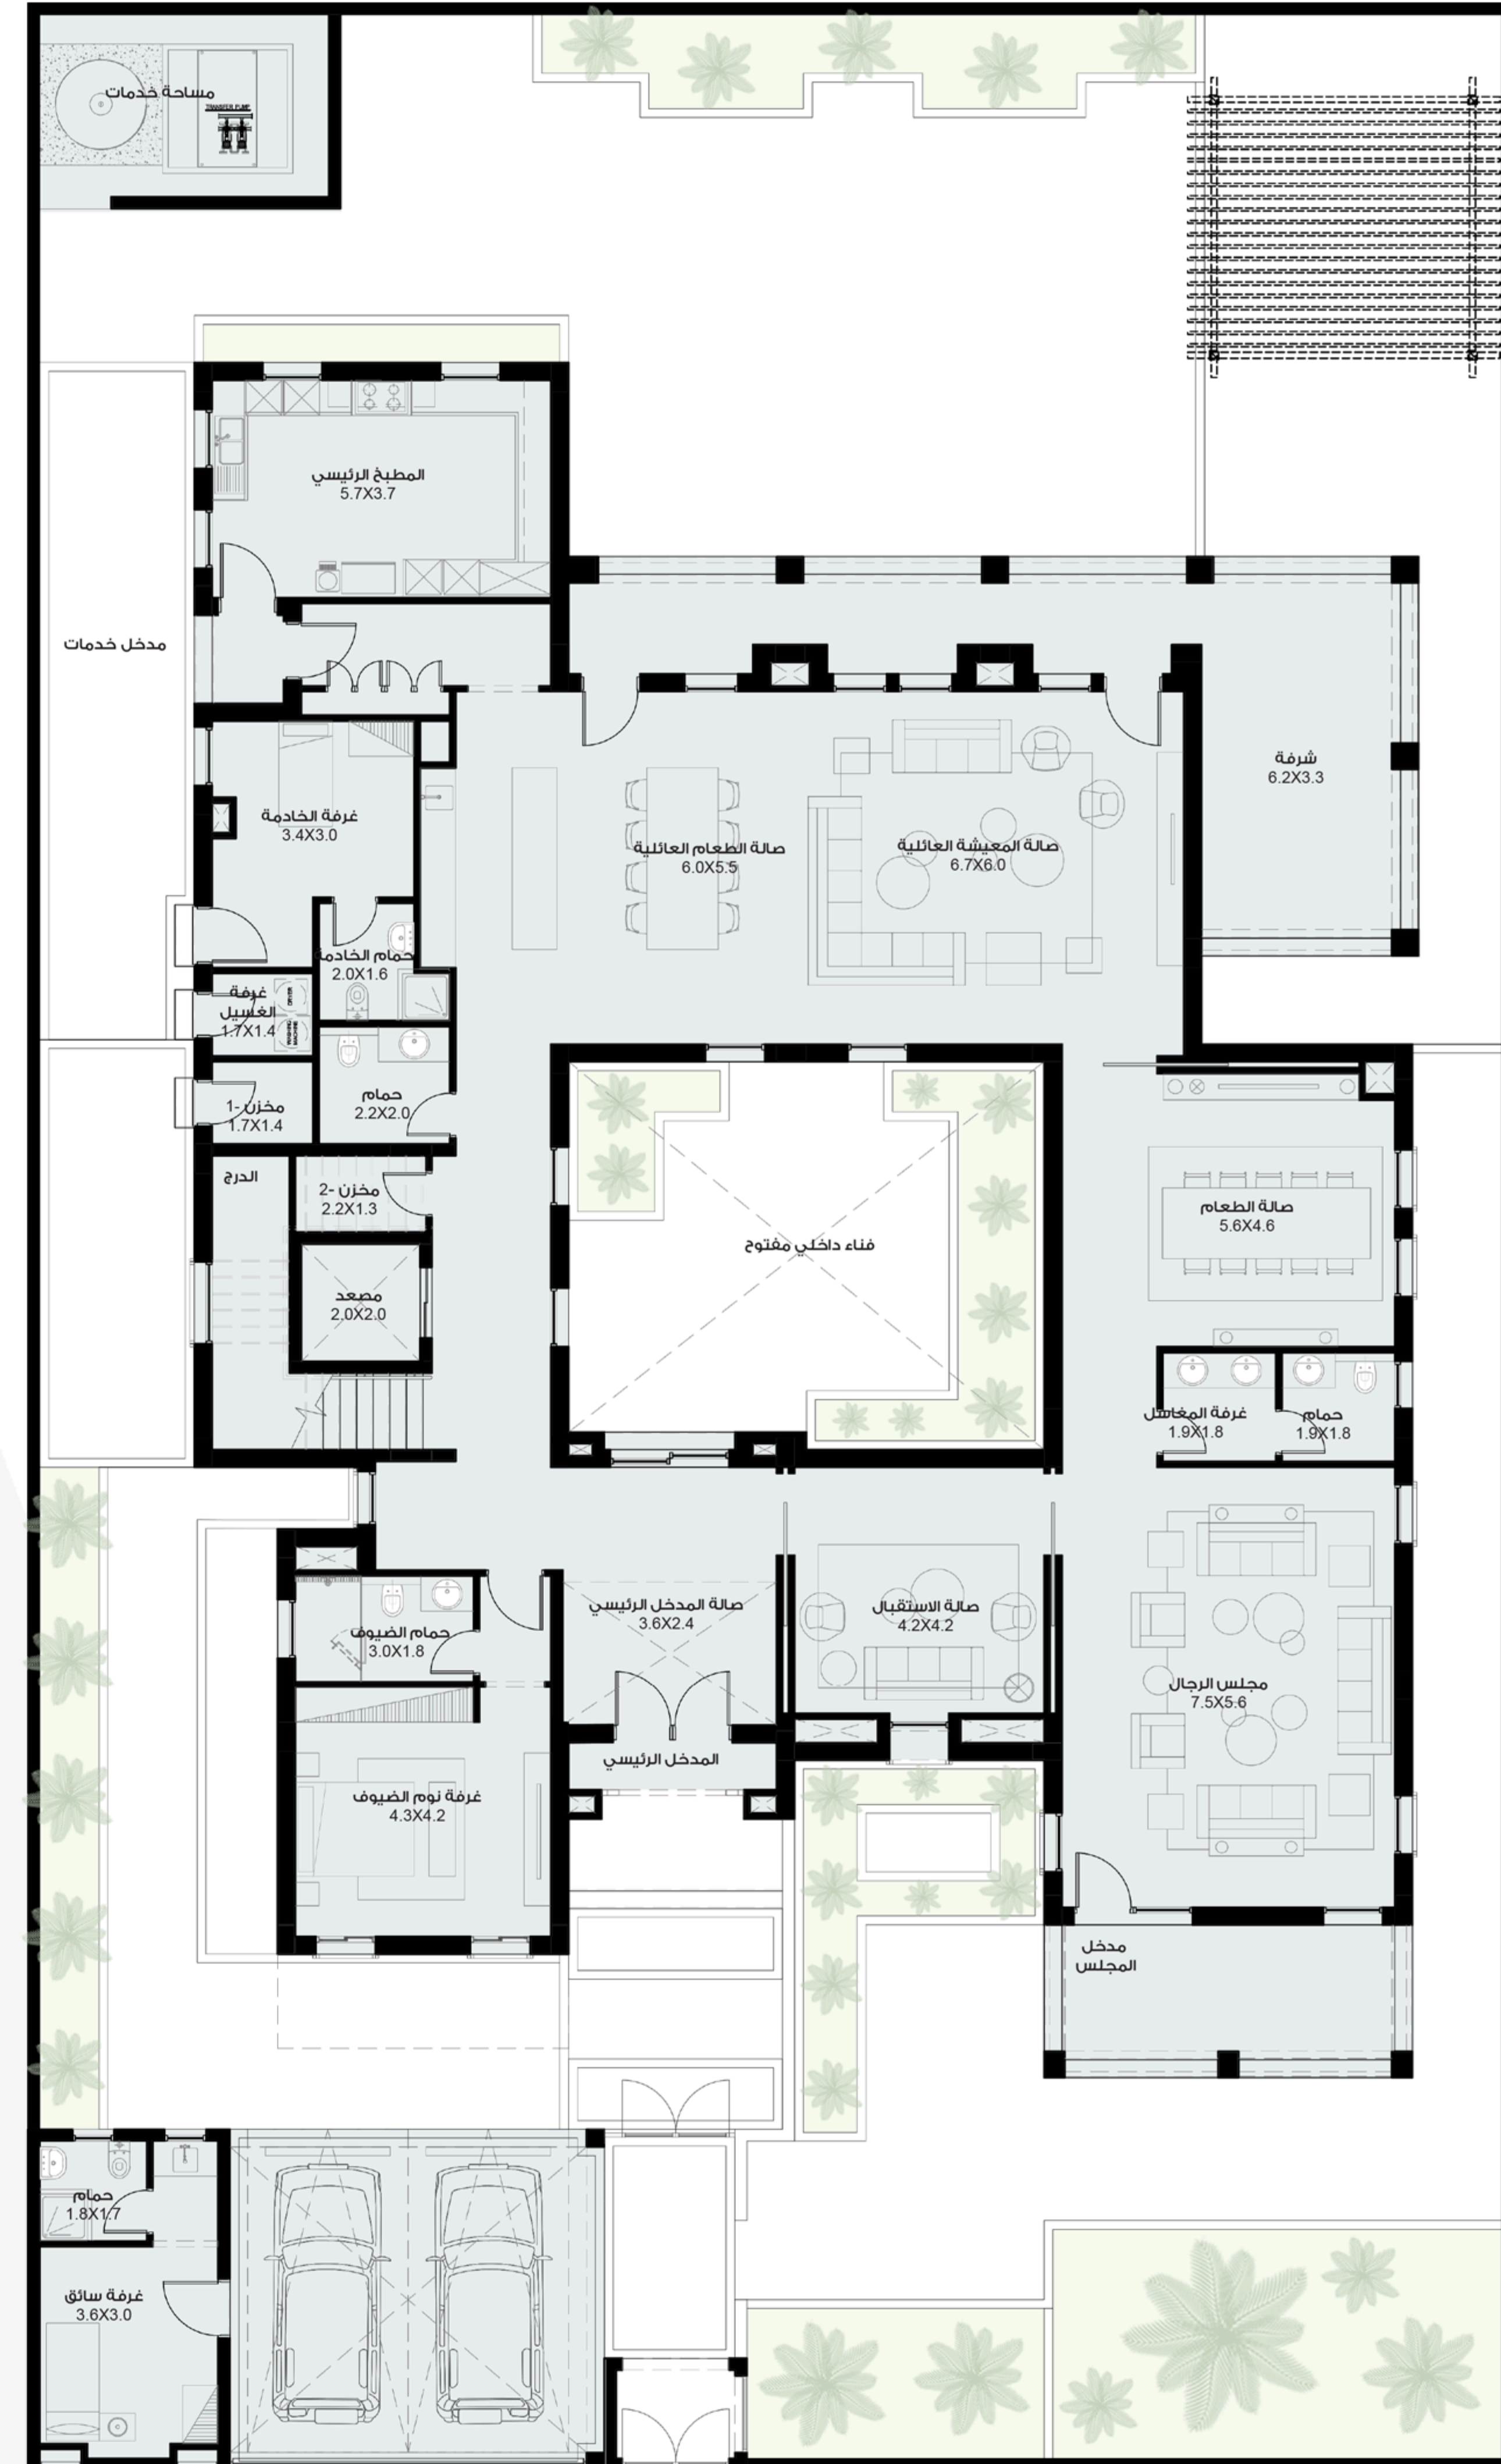 مساحة خدمات
TRANSFER PUMP
المطبخ الرئيسي
5.7X3.7
مدخل خدمات
شرفة
6.2X3.3
غرفة الخادمة
3.4X3.0
صالة الطعام العائلية
6.0X5.5
صالة المعيشة العائلية
6.7X6.0
حمام الخادمة
2.0X1.6
غرفة
الغسيل
1.7X1.4
DRYER
WASHING
MACHINE
حمام
2.2X2.0
مخزن -1
1.7X1.4
الدرج
مخزن -2
2.2X1.3
صالة الطعام
5.6X4.6
فناء داخلي مفتوح
مصعد
2.0X2.0
غرفة المغاسل
1.9X1.8
حمام
1.9X1.8
صالة المدخل الرئيسي
3.6X2.4
صالة الاستقبال
4.2X4.2
حمام الضيوف
3.0X1.8
مجلس الرجال
7.5X5.6
المدخل الرئيسي
غرفة نوم الضيوف
4.3X4.2
مدخل
المجلس
حمام
1.8X1.7
غرفة سائق
3.6X3.0